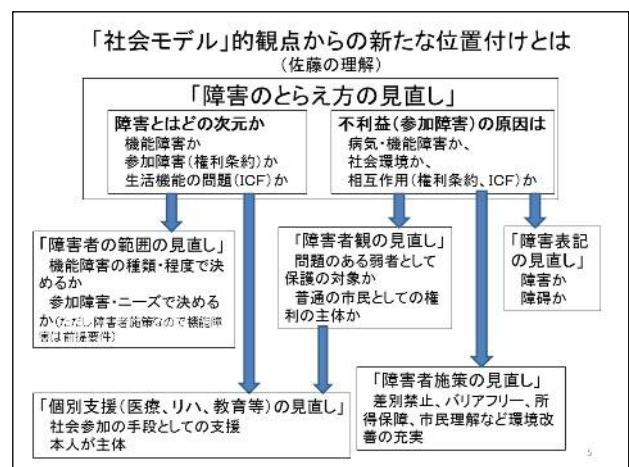 「社会モデル」的観点からの新たな位置付けとは
（佐藤の理解）
「障害のとらえ方の見直し」
障害とはどの次元か
機能障害か
参加障害（権利条約）か
生活機能の問題（ICF）か
不利益（参加障害）の原因は
病気・機能障害か、
社会環境か、
相互作用（権利条約、ICF）か
「障害者の範囲の見直し」
機能障害の種類・程度で決
めるか
参加障害・ニーズで決める
か（ただし障害者施策なので機能障
害は前提要件）
「障害者観の見直し」
問題のある弱者として
保護の対象か
普通の市民としての権
利の主体か
「障害表記
の見直し」
障害か
障碍か
「個別支援（医療、リハ、教育等）の見直し」
社会参加の手段としての支援
本人が主体
「障害者施策の見直し」
差別禁止、バリアフリー、所
得保障、市民理解など環境改
善の充実
5